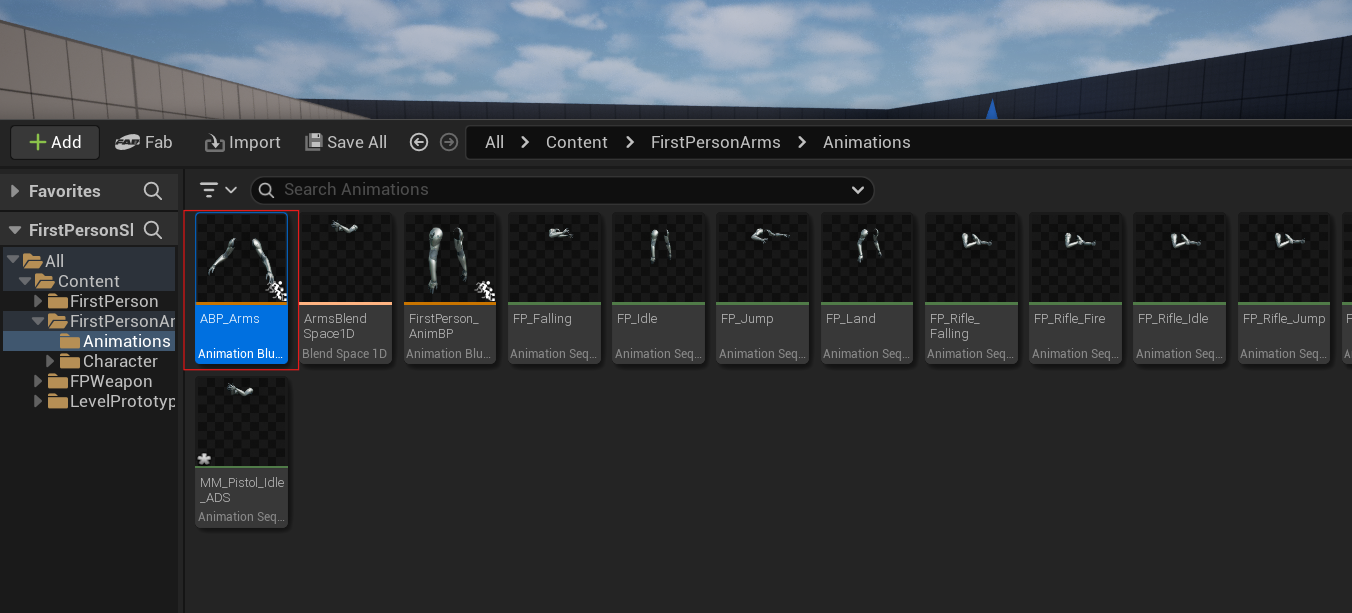 Add
Fab
Import
Save All
All
Content
FirstPersonArms
Animations
Favorites
Search Animations
FirstPersonSl
All
Content
FirstPerson
FirstPersonAr
Animations
Character
FPWeapon
LevelPrototyp
ABP_Arms
Animation Blu...
ArmsBlend
Space1D
Blend Space 1D
FirstPerson_
AnimBP
Animation Blu...
FP_Falling
Animation Seq...
FP_Idle
Animation Seq...
FP_Jump
Animation Seq...
FP_Land
Animation Seq...
FP_Rifle_
Falling
Animation Seq...
FP_Rifle_Fire
Animation Seq...
FP_Rifle_Idle
Animation Seq...
FP_Rifle_Jump
Animation Seq...
MM_Pistol_Idle
_ADS
Animation Seq...